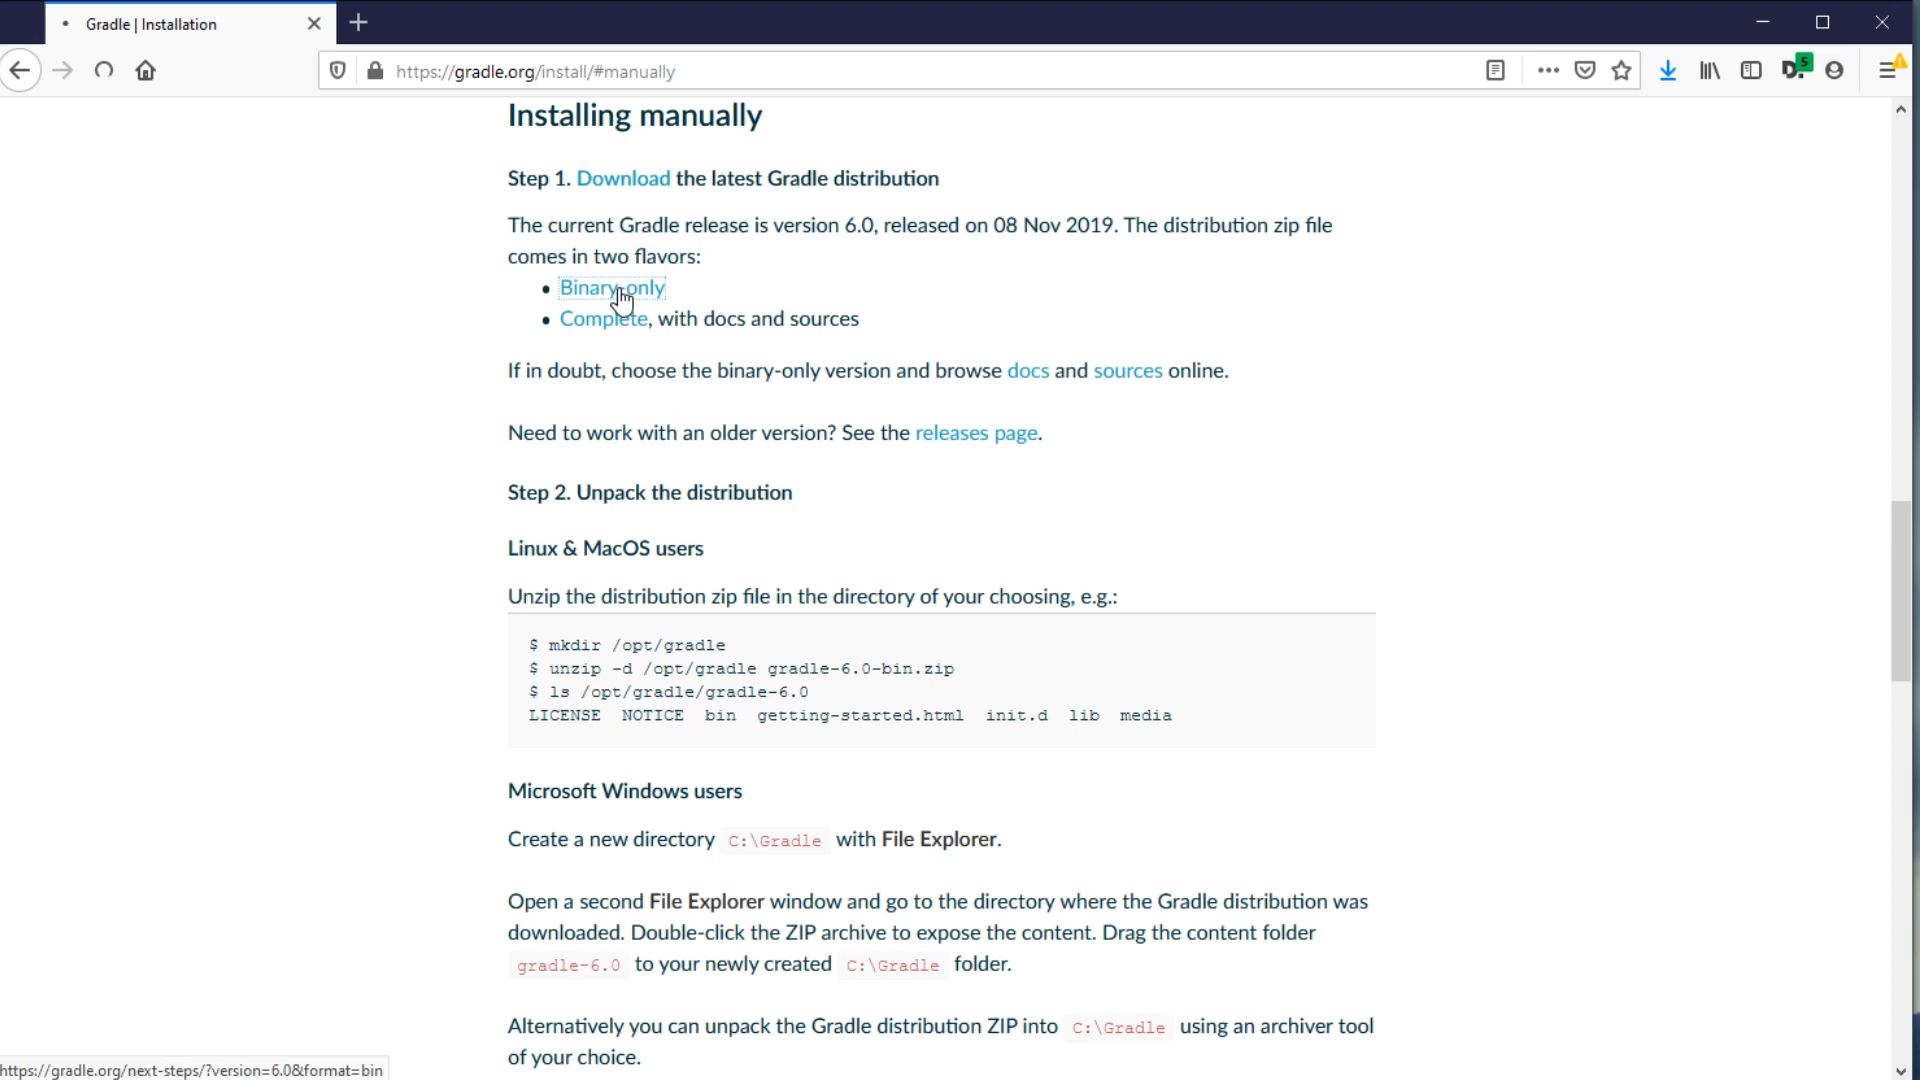 Gradle | Installation
https://gradle.org/install/#manually
5
Installing manually
Step 1. Download the latest Gradle distribution
The current Gradle release is version 6.0, released on 08 Nov 2019. The distribution zip file
comes in two flavors:
• Binary-only
• Complete, with docs and sources
If in doubt, choose the binary-only version and browse docs and sources online.
Need to work with an older version? See the releases page.
Step 2. Unpack the distribution
Linux & MacOS users
Unzip the distribution zip file in the directory of your choosing, e.g.:
$ mkdir /opt/gradle
$ unzip -d /opt/gradle gradle-6.0-bin.zip
$ ls /opt/gradle/gradle-6.0
LICENSE NOTICE bin getting-started.html init.d lib media
Microsoft Windows users
Create a new directory C:\Gradle with File Explorer.
Open a second File Explorer window and go to the directory where the Gradle distribution was
downloaded. Double-click the ZIP archive to expose the content. Drag the content folder
gradle-6.0 to your newly created C:\Gradle folder.
Alternatively you can unpack the Gradle distribution ZIP into C:\Gradle using an archiver tool
of your choice.
https://gradle.org/next-steps/?version=6.0&format=bin